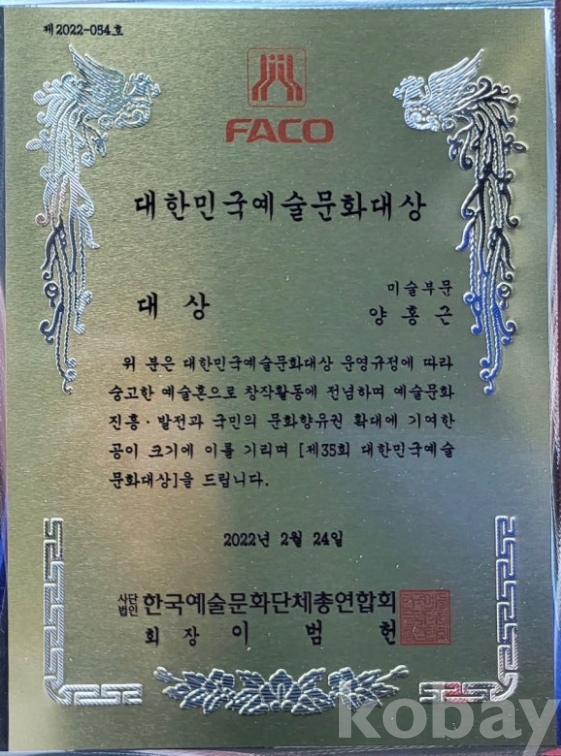 제2022-054호
FACO
대한민국예술문화대상
미술부문
대 상 양 홍 근
위 분은 대한민국예술문화대상 운영규정에 따라
숭고한 예술혼으로 창작활동에 전념하며 예술문화
진흥·발전과 국민의 문화향유권 확대에 기여한
공이 크기에 이를 기리며 [제35회 대한민국예술
문화대상]을 드립니다.
2022년 2월 24일
사단법인 한국예술문화단체총연합회
회 장 이 범 헌
kobay